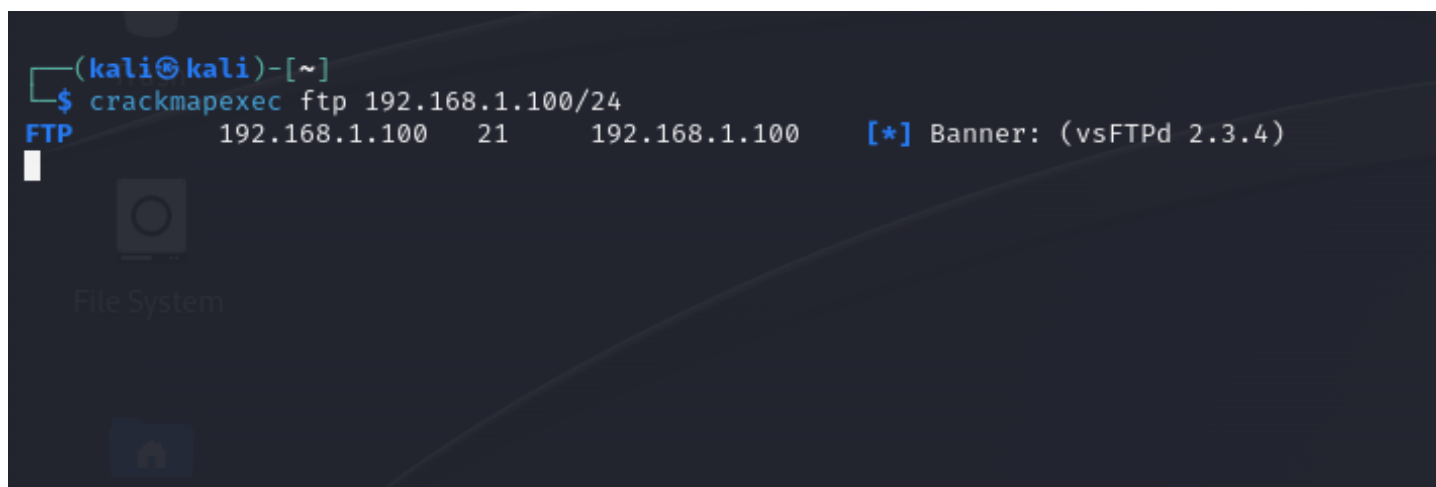 (kali㉿kali)-[~]
$ crackmapexec ftp 192.168.1.100/24
FTP 192.168.1.100 21 192.168.1.100 [*] Banner: (vsFTPd 2.3.4)
File System